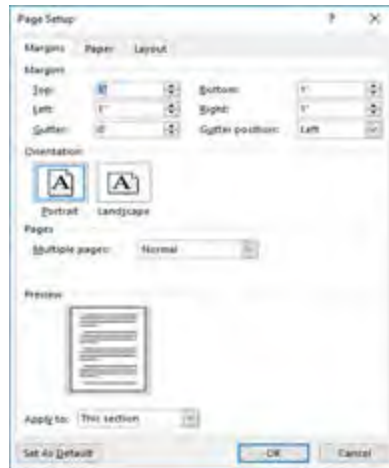 Page Setup ? ×
Margins Paper Layout
Margins
Top: Bottom: 1"
Left: 1" Right: 1"
Gutter: 0" Gutter position: Left
Orientation
A A
Portrait Landscape
Pages
Multiple pages: Normal
Preview
Apply to: This section
Set As Default OK Cancel